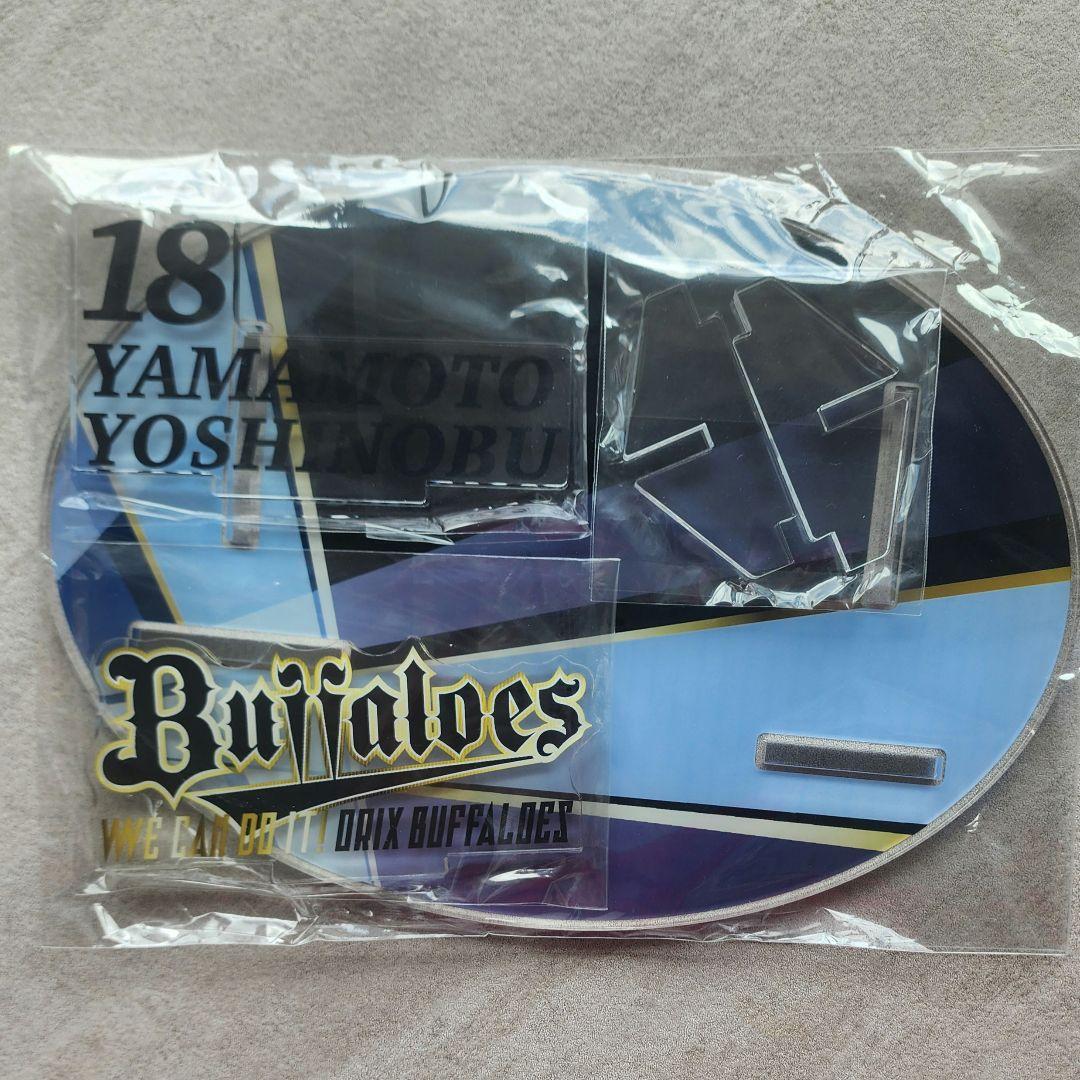 18
YAMAMOTO
YOSHINOBU
Buffaloes
WE CAN DO IT! ORIX BUFFALOES